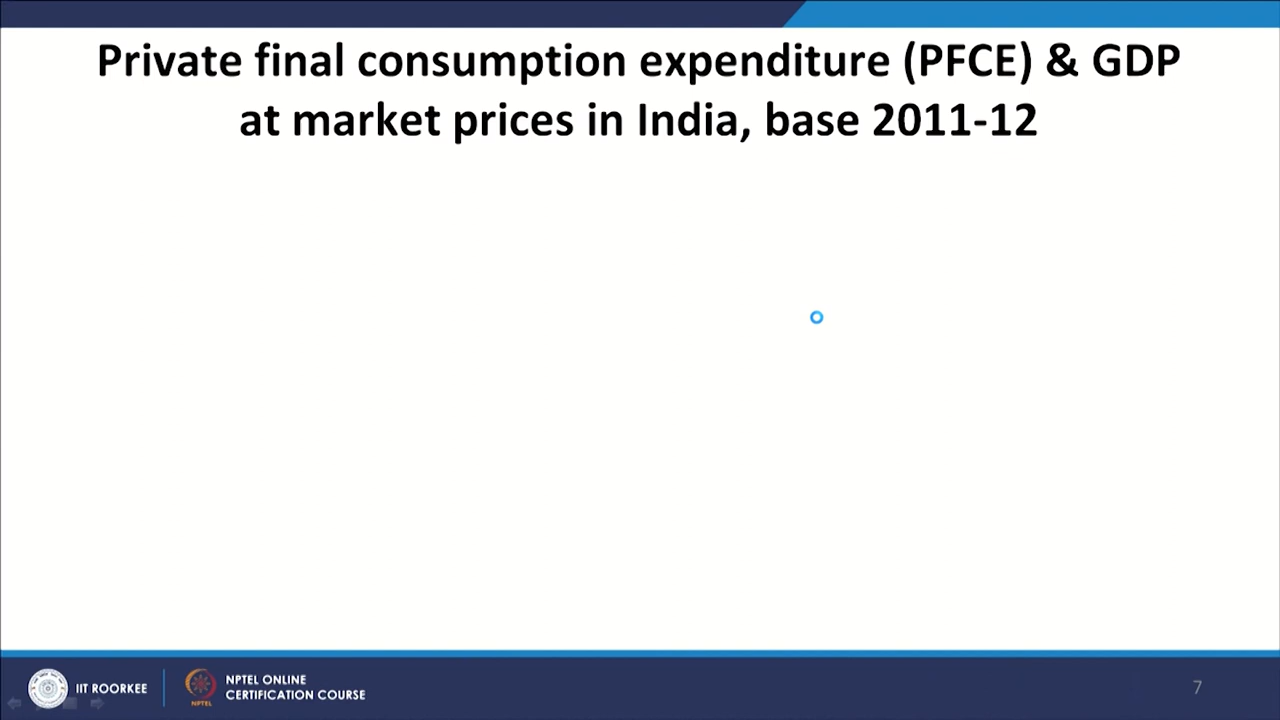 Private final consumption expenditure (PFCE) & GDP
at market prices in India, base 2011-12
IIT ROORKEE
NPTEL
NPTEL ONLINE
CERTIFICATION COURSE
7